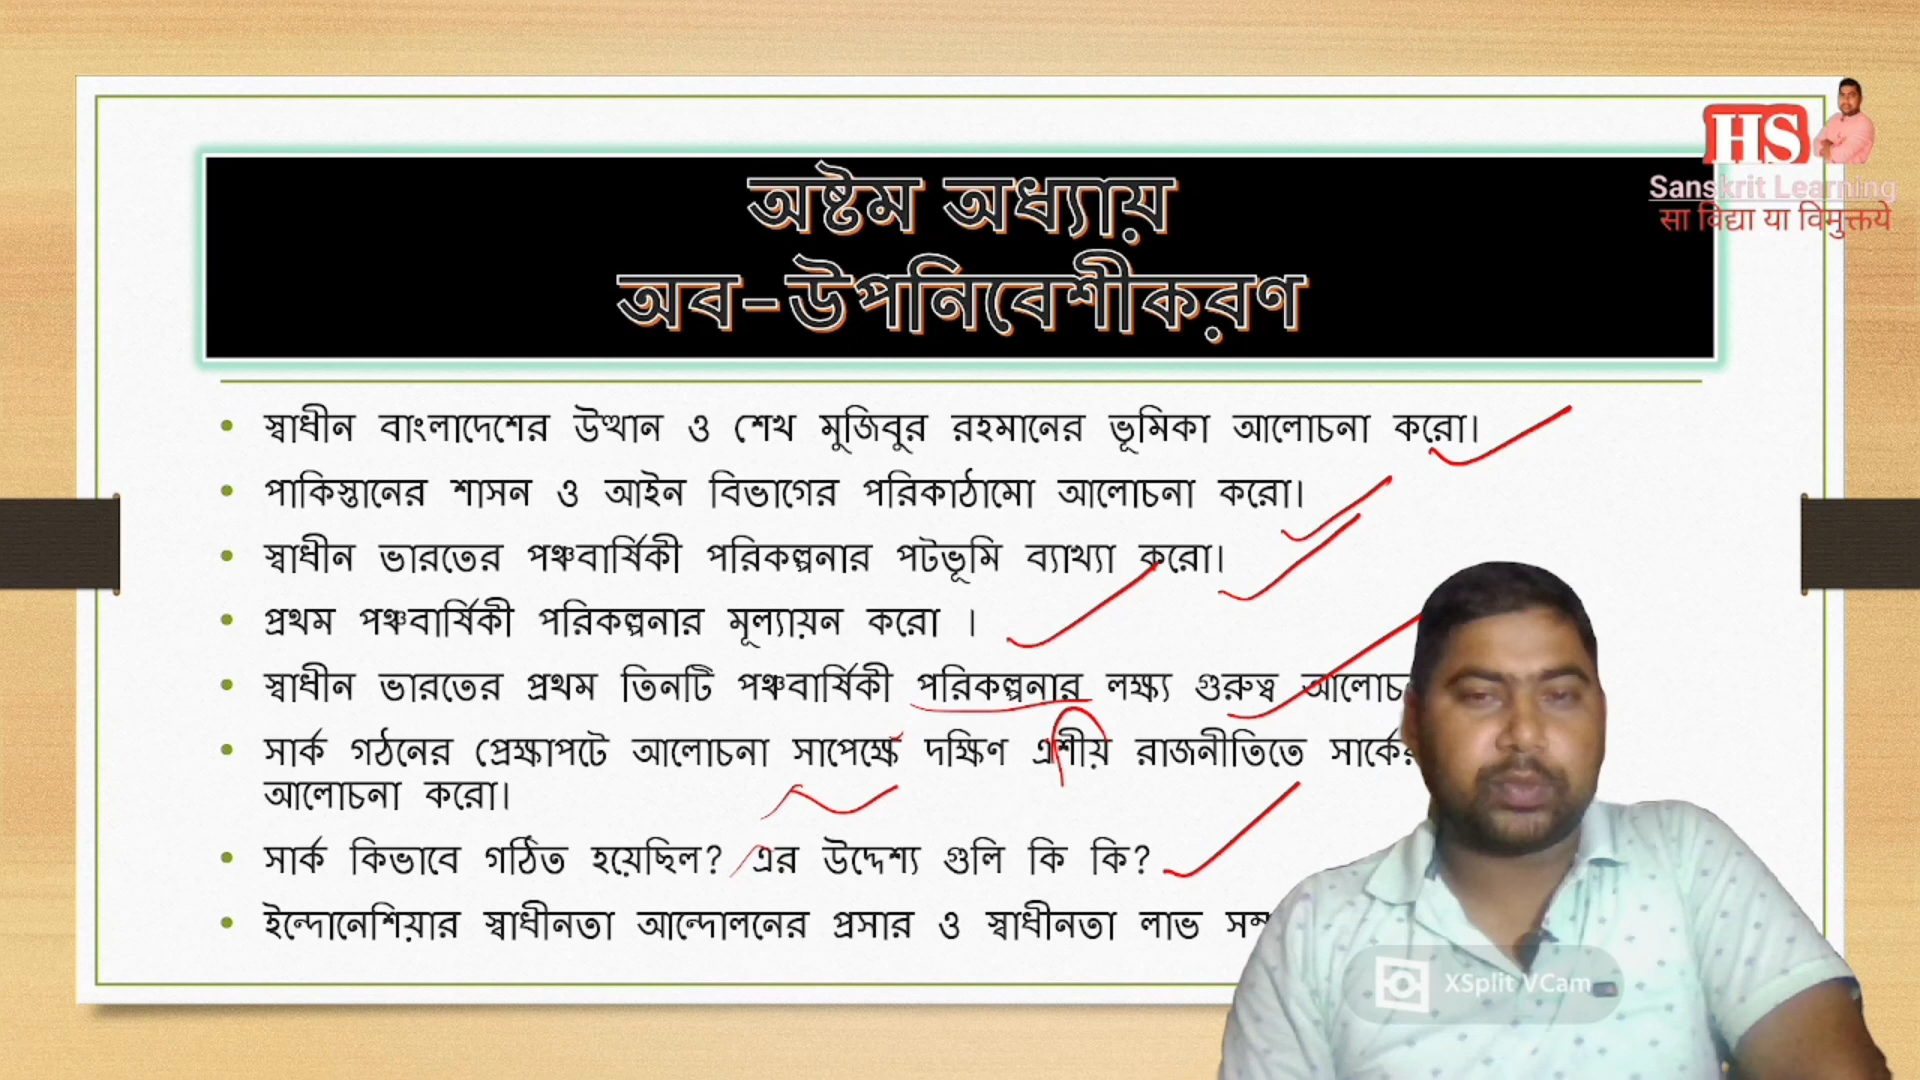 HS
Sanskrit Learning
सा विद्या या विमुक्तये
অষ্টম অধ্যায়
অব-উপনিবেশীকরণ
• স্বাধীন বাংলাদেশের উত্থান ও শেখ মুজিবুর রহমানের ভূমিকা আলোচনা করো।
• পাকিস্তানের শাসন ও আইন বিভাগের পরিকাঠামো আলোচনা করো।
• স্বাধীন ভারতের পঞ্চবার্ষিকী পরিকল্পনার পটভূমি ব্যাখ্যা করো।
• প্রথম পঞ্চবার্ষিকী পরিকল্পনার মূল্যায়ন করো ।
• স্বাধীন ভারতের প্রথম তিনটি পঞ্চবার্ষিকী পরিকল্পনার লক্ষ্য গুরুত্ব
• সার্ক গঠনের প্রেক্ষাপটে আলোচনা সাপেক্ষে দক্ষিণ এশীয় রাজনীতিতে
আলোচনা করো।
• সার্ক কিভাবে গঠিত হয়েছিল? এর উদ্দেশ্য গুলি কি কি?
• ইন্দোনেশিয়ার স্বাধীনতা আন্দোলনের প্রসার ও স্বাধীনতা লাভ
XSplit VCam